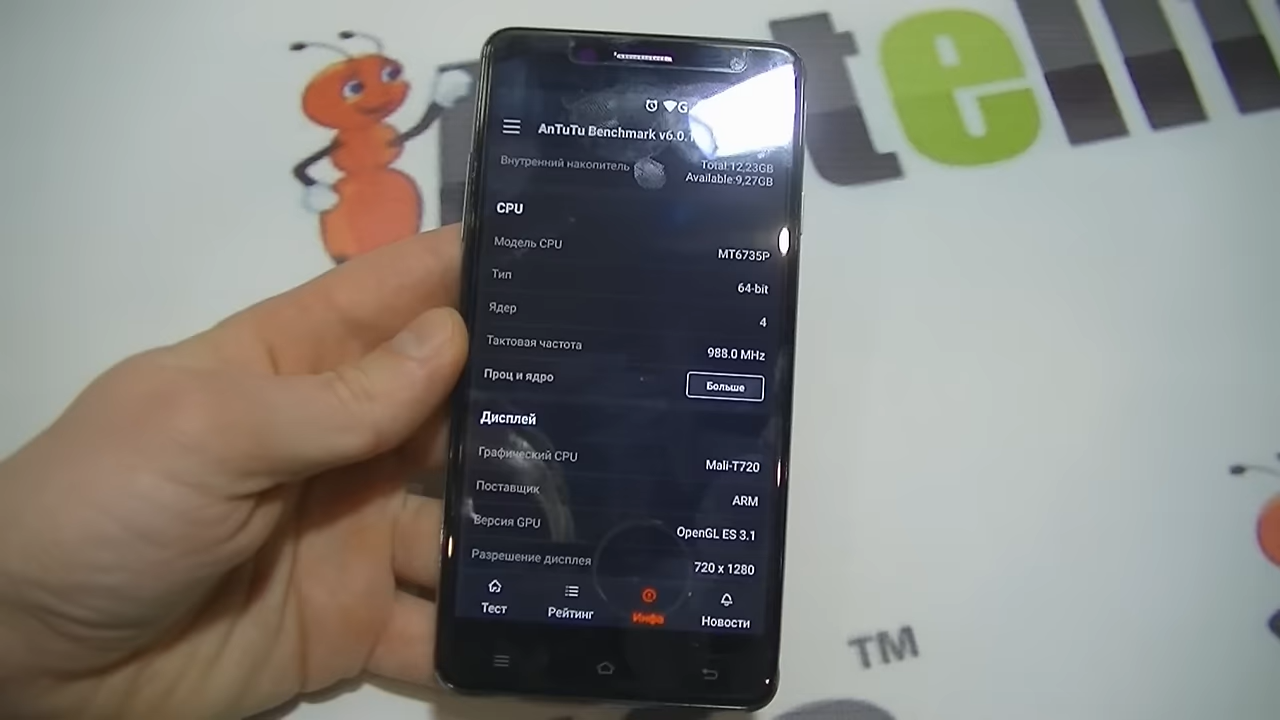 G
AnTuTu Benchmark v6.0.
Внутренний накопитель Total:12,23GB
Available:9,27GB
CPU
Модель CPU MT6735P
Тип 64-bit
Ядер 4
Тактовая частота 988.0 MHz
Проц и ядро Больше
Дисплей
Графический CPU Mali-T720
Поставщик ARM
Версия GPU OpenGL ES 3.1
Разрешение дисплея 720 x 1280
Тест Рейтинг Инфа Новости
TM